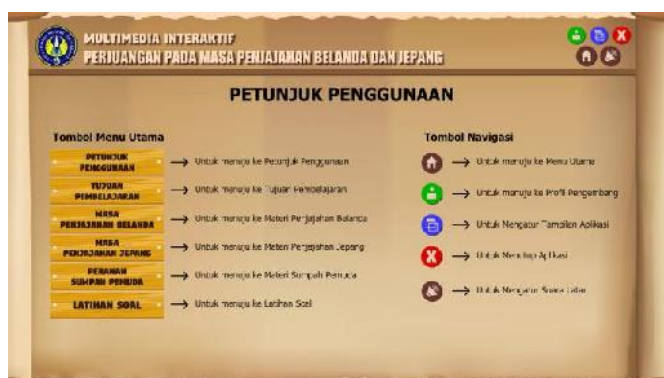 MULTIMEDIA INTERAKTIF
PERJUANGAN PADA MASA PENJAJAHAN BELANDA DAN JEPANG
PETUNJUK PENGGUNAAN
Tombol Menu Utama
PETUNJUK
PENGGUNAAN
Untuk menuju ke Petunjuk Penggunaan
TUJUAN
PEMBELAJARAN
Untuk menuju ke Tujuan Pembelajaran
MASA
PENJAJAHAN BELANDA
Untuk menuju ke Materi Penjajahan Belanda
MASA
PENJAJAHAN JEPANG
Untuk menuju ke Materi Penjajahan Jepang
PERANAN
SUMPAH PEMUDA
Untuk menuju ke Materi Sumpah Pemuda
LATIHAN SOAL
Untuk menuju ke Latihan Soal
Tombol Navigasi
Untuk menuju ke Menu Utama
Untuk menuju ke Profil Pengembang
Untuk Mengatur Tampilan Aplikasi
Untuk Menutup Aplikasi
Untuk Mengatur Suara Latar